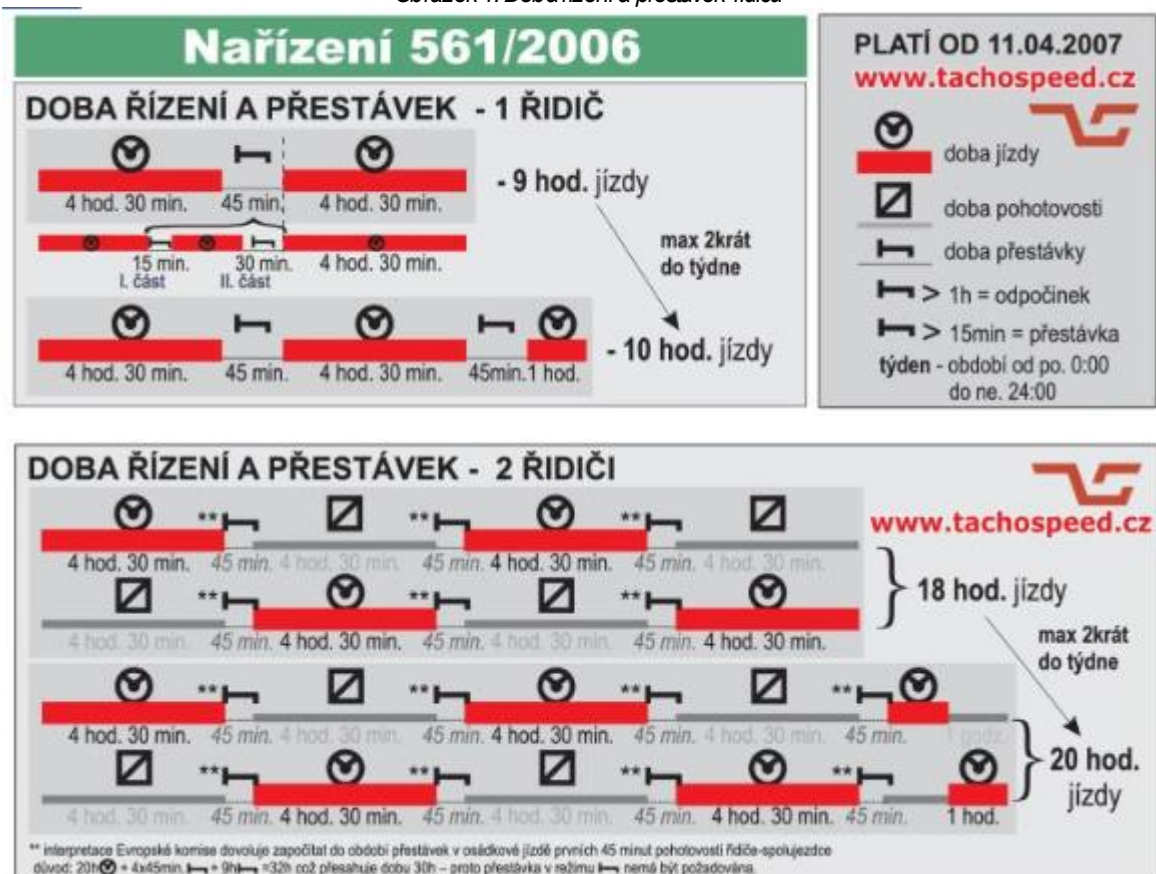 Nařízení 561/2006
DOBA ŘÍZENÍ A PŘESTÁVEK - 1 ŘIDIČ
4 hod. 30 min. 45 min. 4 hod. 30 min.
- 9 hod. jízdy
15 min. 30 min. 4 hod. 30 min.
I. část II. část
max 2krát
do týdne
4 hod. 30 min. 45 min. 4 hod. 30 min. 45min. 1 hod.
- 10 hod. jízdy
PLATÍ OD 11.04.2007
www.tachospeed.cz
doba jízdy
doba pohotovosti
doba přestávky
> 1h = odpočinek
> 15min = přestávka
týden - období od po. 0:00
do ne. 24:00
DOBA ŘÍZENÍ A PŘESTÁVEK - 2 ŘIDIČI
www.tachospeed.cz
** ** **
4 hod. 30 min. 45 min. 4 hod. 30 min. 45 min. 4 hod. 30 min. 45 min. 4 hod. 30 min.
** ** **
4 hod. 30 min. 45 min. 4 hod. 30 min. 45 min. 4 hod. 30 min. 45 min. 4 hod. 30 min.
18 hod. jízdy
max 2krát
do týdne
** ** ** **
4 hod. 30 min. 45 min. 4 hod. 30 min. 45 min. 4 hod. 30 min. 45 min. 4 hod. 30 min. 45 min. 1 godz.
** ** ** **
4 hod. 30 min. 45 min. 4 hod. 30 min. 45 min. 4 hod. 30 min. 45 min. 4 hod. 30 min. 45 min. 1 hod.
20 hod.
jízdy
** interpretace Evropské komise dovoluje započítat do období přestávek v osádkové jízdě prvních 45 minut pohotovosti řidiče-spolujezdce
důvod: 20h + 4x45min. + 9h =32h což přesahuje dobu 30h – proto přestávka v režimu nemá být požadována.